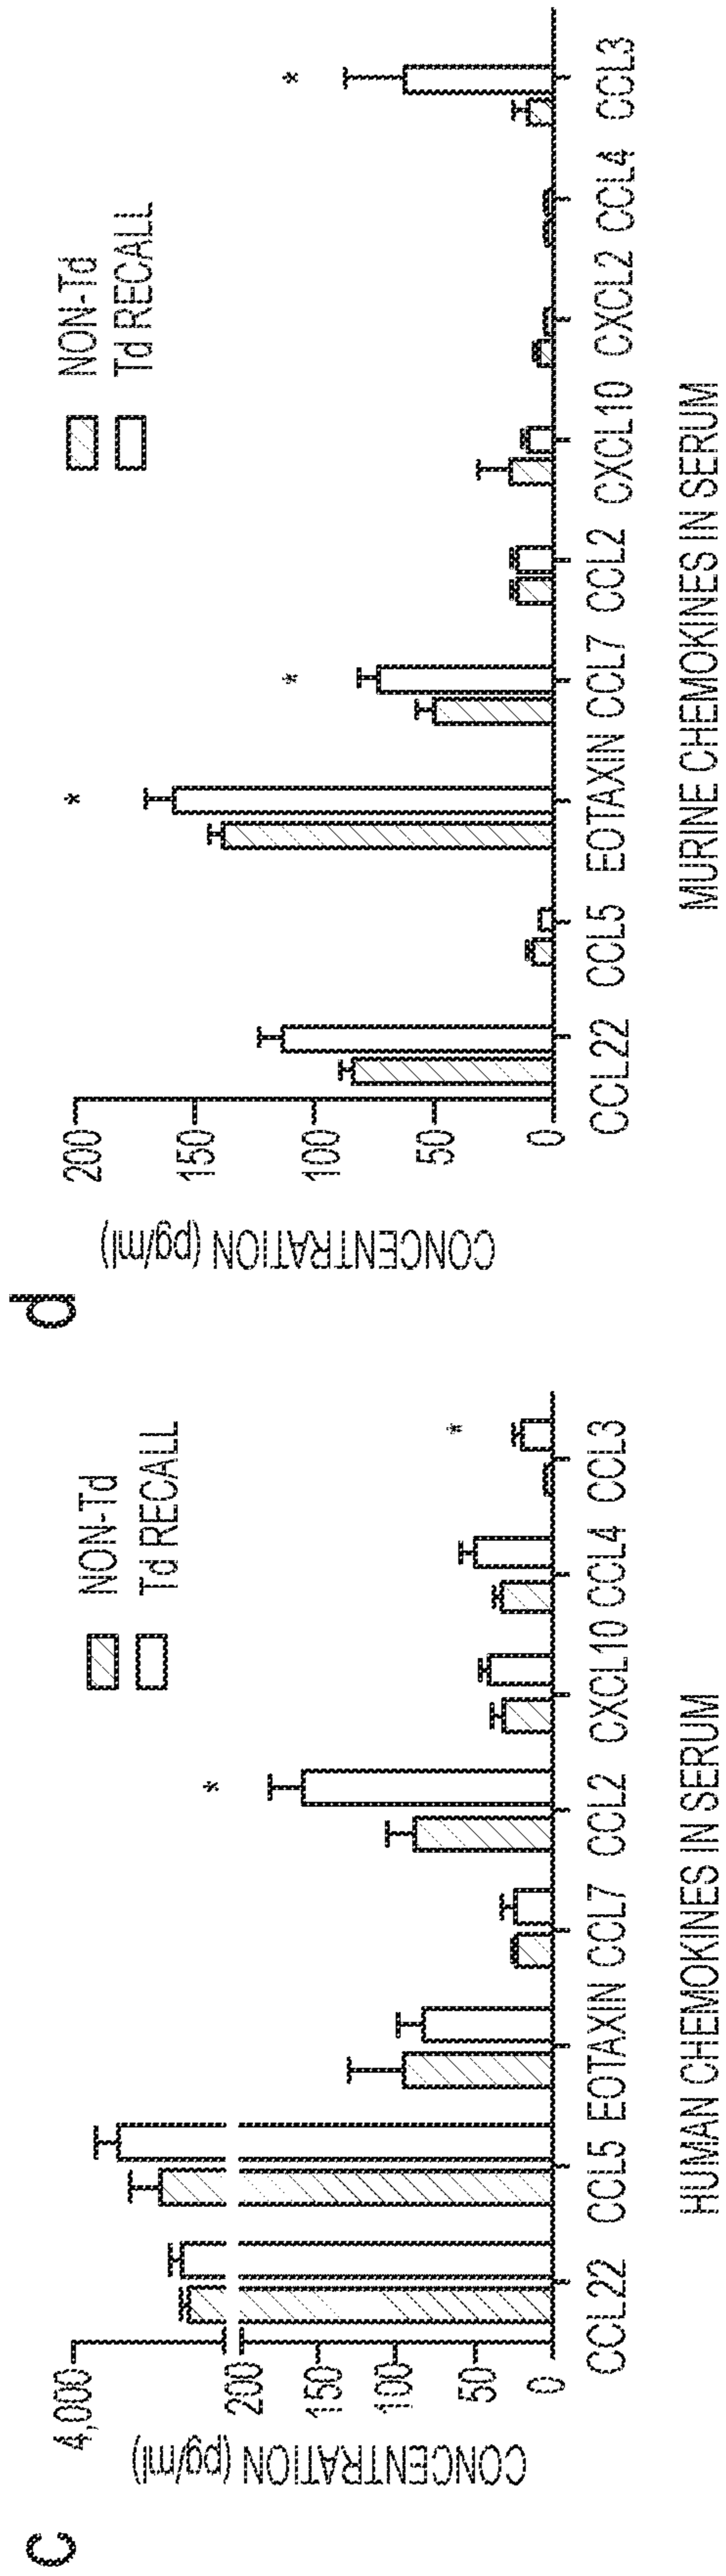 c
CONCENTRATION (pg/ml)
4,000
200
150
100
50
0
NON-Td
Td RECALL
*
*
CCL22 CCL5 EOTAXIN CCL7 CCL2 CXCL10 CCL4 CCL3
HUMAN CHEMOKINES IN SERUM
d
CONCENTRATION (pg/ml)
200
150
100
50
0
NON-Td
Td RECALL
*
*
*
CCL22 CCL5 EOTAXIN CCL7 CCL2 CXCL10 CXCL2 CCL4 CCL3
MURINE CHEMOKINES IN SERUM